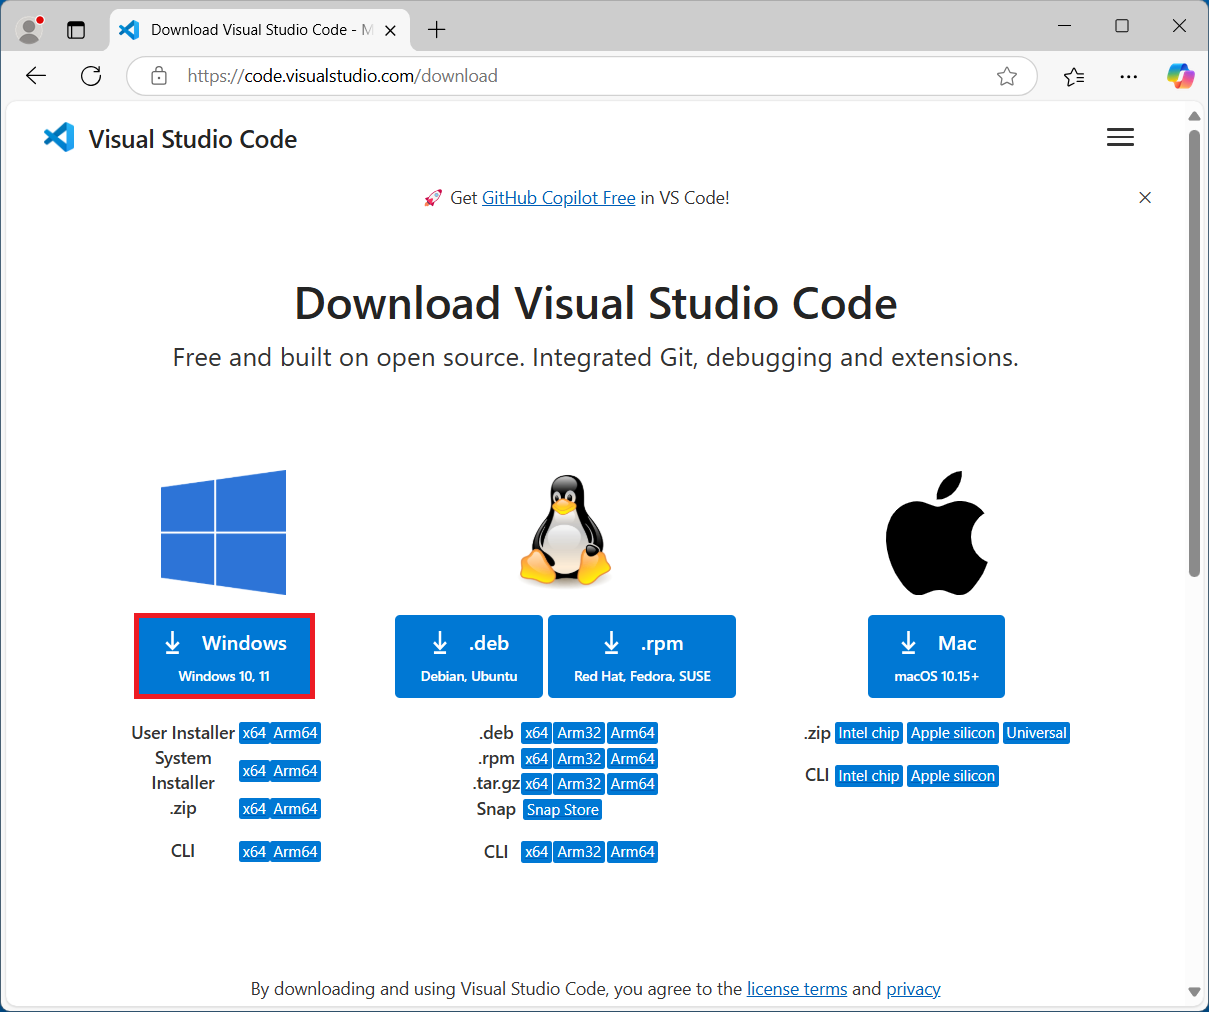 Download Visual Studio Code - M
https://code.visualstudio.com/download
Visual Studio Code
Get GitHub Copilot Free in VS Code!
Download Visual Studio Code
Free and built on open source. Integrated Git, debugging and extensions.
Windows
Windows 10, 11
.deb
Debian, Ubuntu
.rpm
Red Hat, Fedora, SUSE
Mac
macOS 10.15+
User Installer x64 Arm64
System
Installer x64 Arm64
.zip x64 Arm64
CLI x64 Arm64
.deb x64 Arm32 Arm64
.rpm x64 Arm32 Arm64
.tar.gz x64 Arm32 Arm64
Snap Snap Store
CLI x64 Arm32 Arm64
.zip Intel chip Apple silicon Universal
CLI Intel chip Apple silicon
By downloading and using Visual Studio Code, you agree to the license terms and privacy